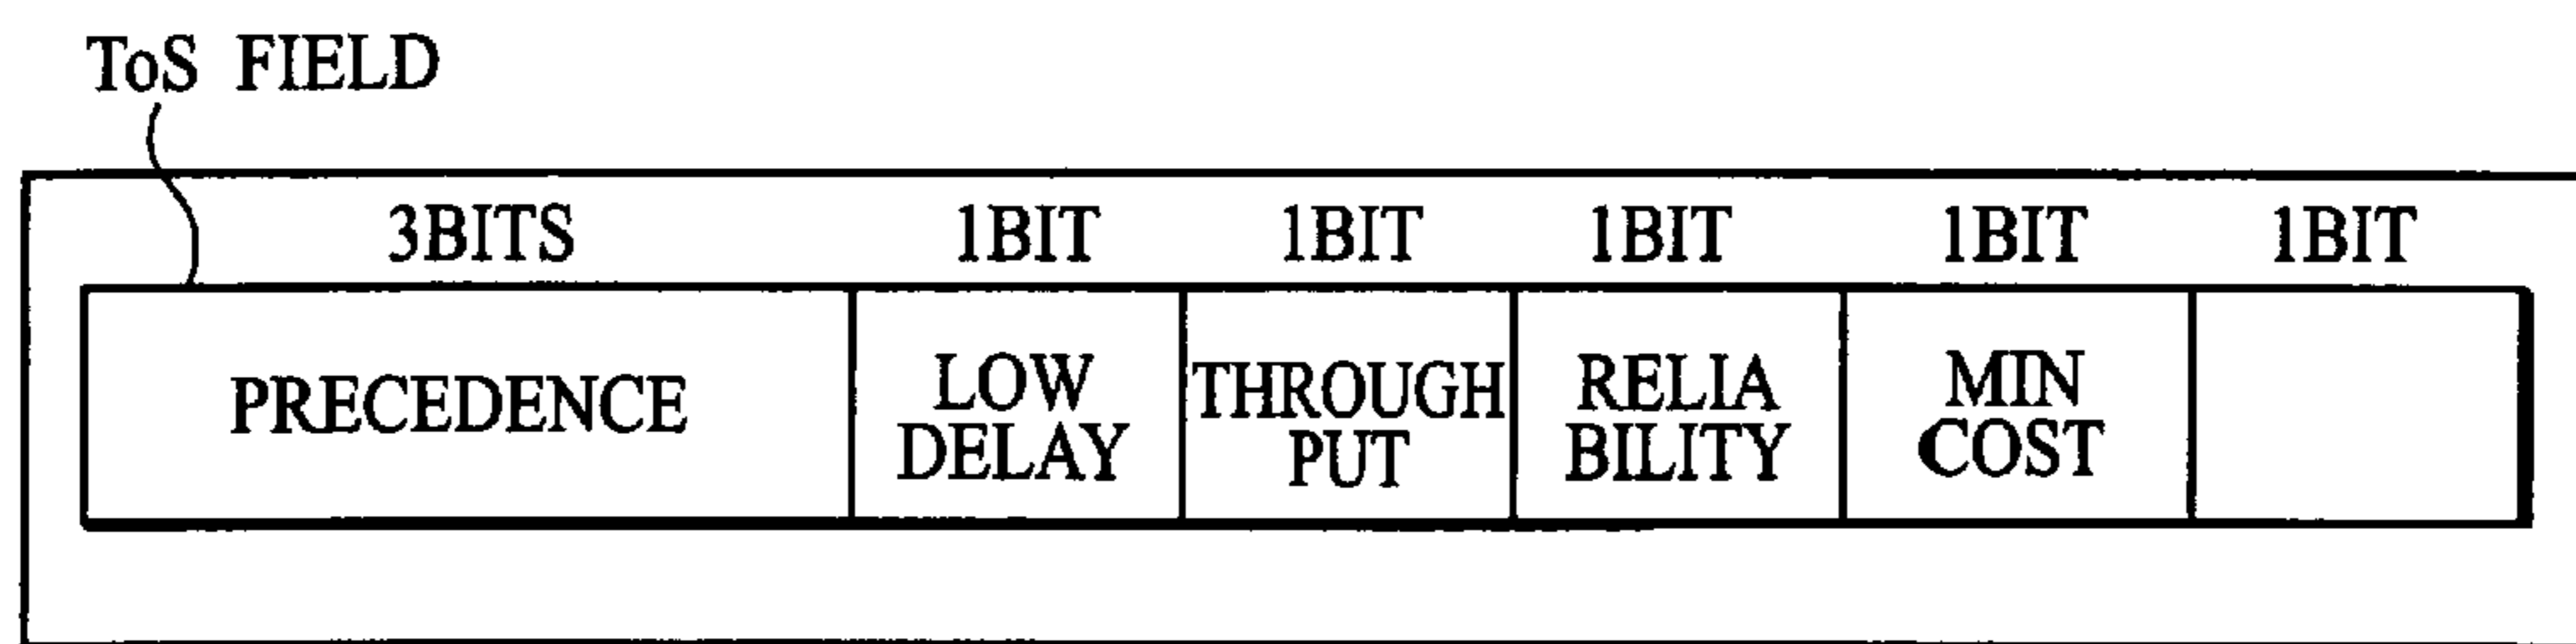 ToS FIELD
3BITS 1BIT 1BIT 1BIT 1BIT 1BIT
PRECEDENCE
LOW
DELAY
THROUGH
PUT
RELIA
BILITY
MIN
COST